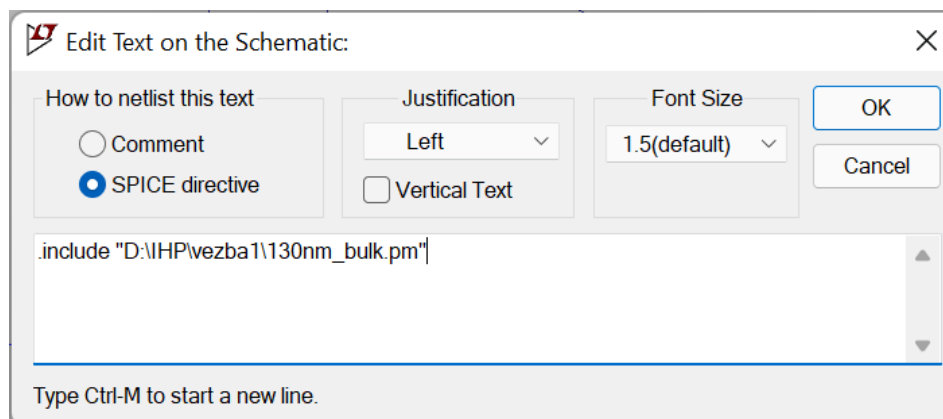 Edit Text on the Schematic:
How to netlist this text
Comment
SPICE directive
Justification
Left
Vertical Text
Font Size
1.5(default)
OK
Cancel
.include "D:\IHP\vezba1\130nm_bulk.pm"
Type Ctrl-M to start a new line.